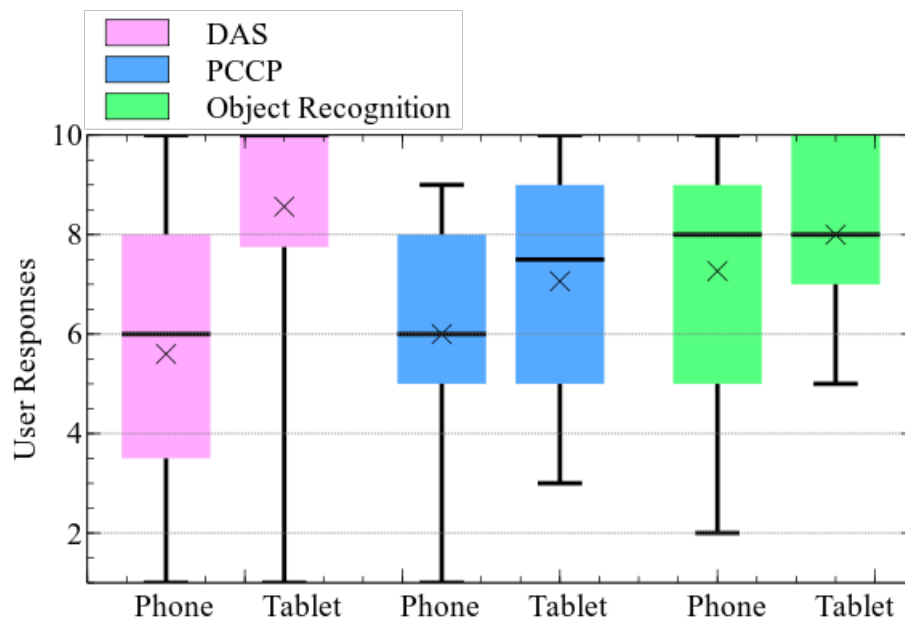 DAS
PCCP
Object Recognition
10
8
6
4
2
User Responses
Phone Tablet Phone Tablet Phone Tablet